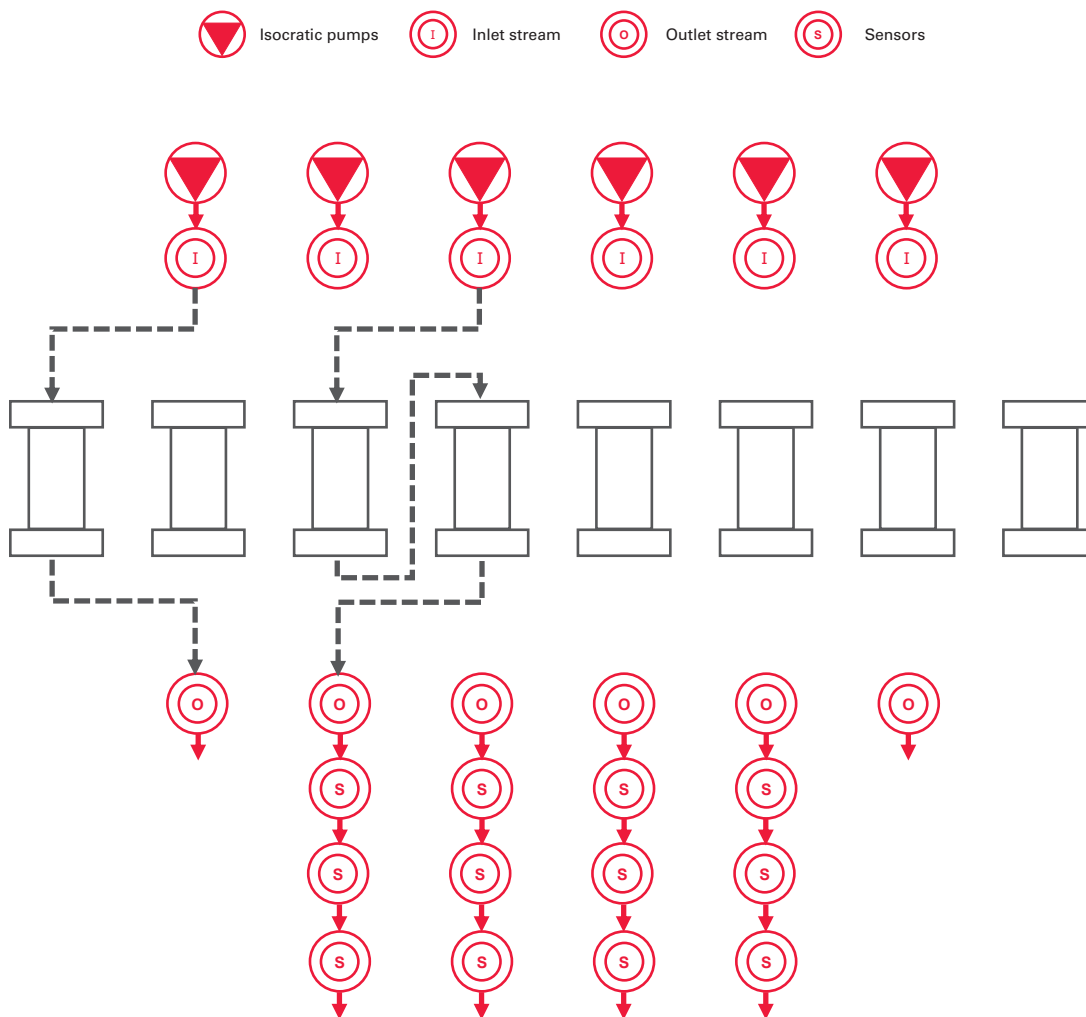 I Isocratic pumps I Inlet stream O Outlet stream S Sensors
I I I I I I
O O O O O O
S S S S
S S S S
S S S S